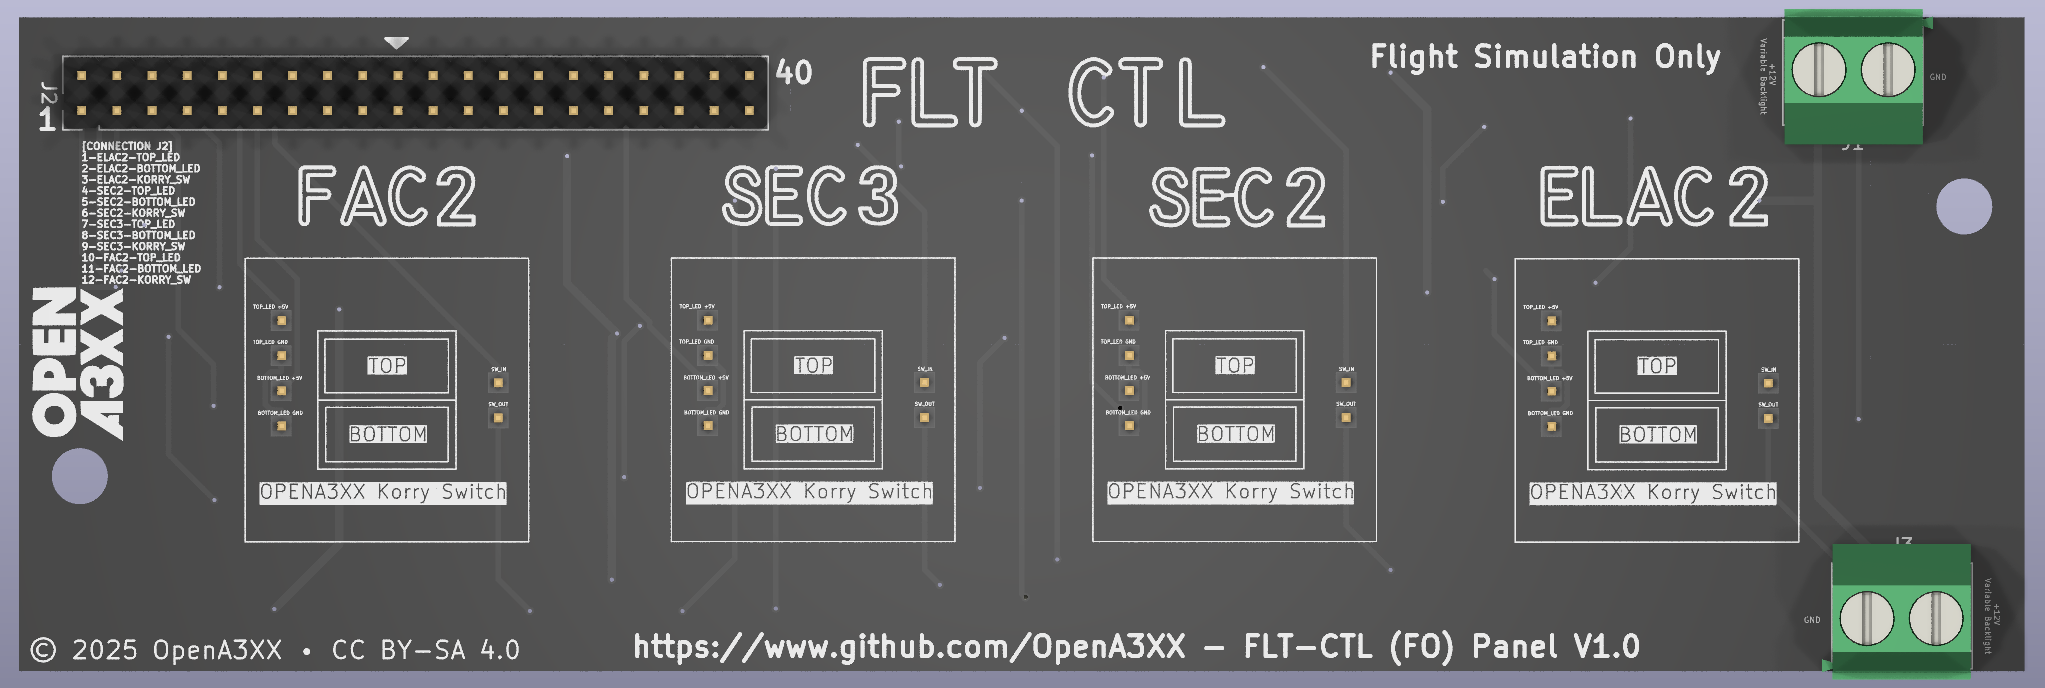 J2
1
40
FLT CTL
Flight Simulation Only
+12V
Variable Backlight
GND
J1
[CONNECTION J2]
1-ELAC2-TOP_LED
2-ELAC2-BOTTOM_LED
3-ELAC2-KORRY_SW
4-SEC2-TOP_LED
5-SEC2-BOTTOM_LED
6-SEC2-KORRY_SW
7-SEC3-TOP_LED
8-SEC3-BOTTOM_LED
9-SEC3-KORRY_SW
10-FAC2-TOP_LED
11-FAC2-BOTTOM_LED
12-FAC2-KORRY_SW
OPEN
A3XX
FAC2
TOP_LED +5V
TOP_LED GND
BOTTOM_LED +5V
BOTTOM_LED GND
TOP
BOTTOM
SW_IN
SW_OUT
OPENA3XX Korry Switch
SEC3
TOP_LED +5V
TOP_LED GND
BOTTOM_LED +5V
BOTTOM_LED GND
TOP
BOTTOM
SW_IN
SW_OUT
OPENA3XX Korry Switch
SEC2
TOP_LED +5V
TOP_LED GND
BOTTOM_LED +5V
BOTTOM_LED GND
TOP
BOTTOM
SW_IN
SW_OUT
OPENA3XX Korry Switch
ELAC2
TOP_LED +5V
TOP_LED GND
BOTTOM_LED +5V
BOTTOM_LED GND
TOP
BOTTOM
SW_IN
SW_OUT
OPENA3XX Korry Switch
J3
GND
+12V
Variable Backlight
© 2025 OpenA3XX • CC BY-SA 4.0
https://www.github.com/OpenA3XX - FLT-CTL (FO) Panel V1.0